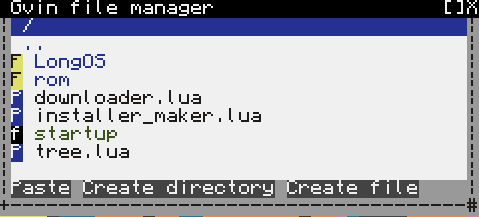 Gvin file manager []X
/
..
F LongOS
F rom
P downloader.lua
P installer_maker.lua
f startup
P tree.lua
Paste Create directory Create file
#